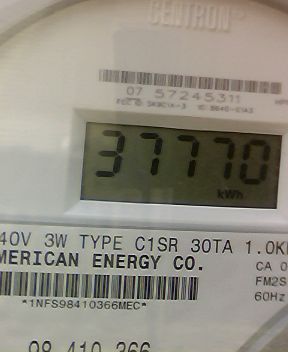 CENTRON
07 57245311
37770
kWh
40V 3W TYPE C1SR 30TA 1.0K
MERICAN ENERGY CO.
CA 0
FM2S
60Hz
*1NFS98410366MEC*
98 410 366